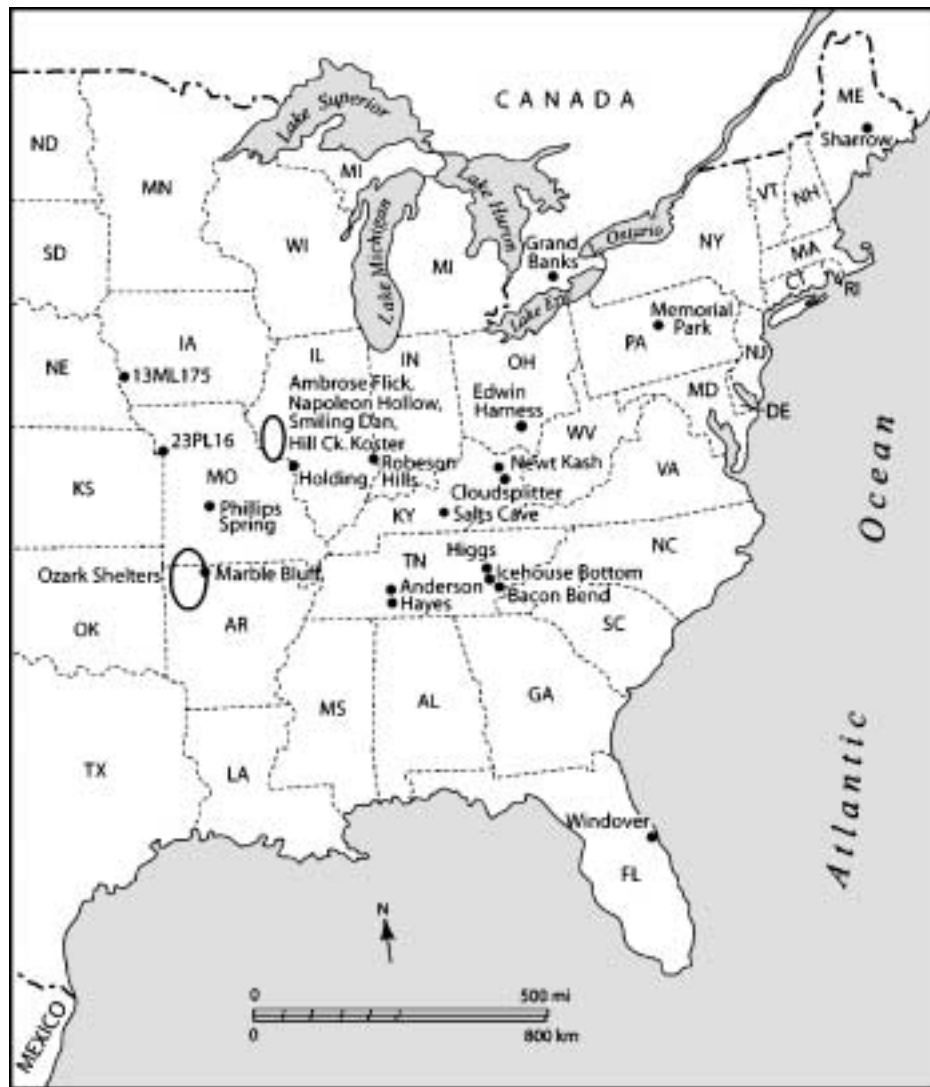 CANADA
Lake Superior
ME
Sharrow
ND
MN
MI
VT
NH
Lake Michigan
Lake Huron
Ontario
WI
MI
NY
MA
SD
Grand
Banks
CT
RI
Lake Erie
Memorial
Park
PA
IA
IL
IN
OH
NJ
NE
13ML175
Ambrose Flick,
Napoleon Hollow,
Smiling Dan,
Hill Ck. Koster
Edwin
Harness
MD
DE
WV
23PL16
Holding
Robeson
Hills
Newt Kash
VA
KS
MO
Cloudsplitter
Phillips
Spring
KY
Salts Cave
Ocean
Higgs
NC
TN
Ozark Shelters
Marble Bluff
Icehouse Bottom
Anderson
Hayes
Bacon Bend
OK
AR
SC
MS
AL
GA
TX
LA
Atlantic
Windover
FL
N
0
500 mi
0
800 km
MEXICO